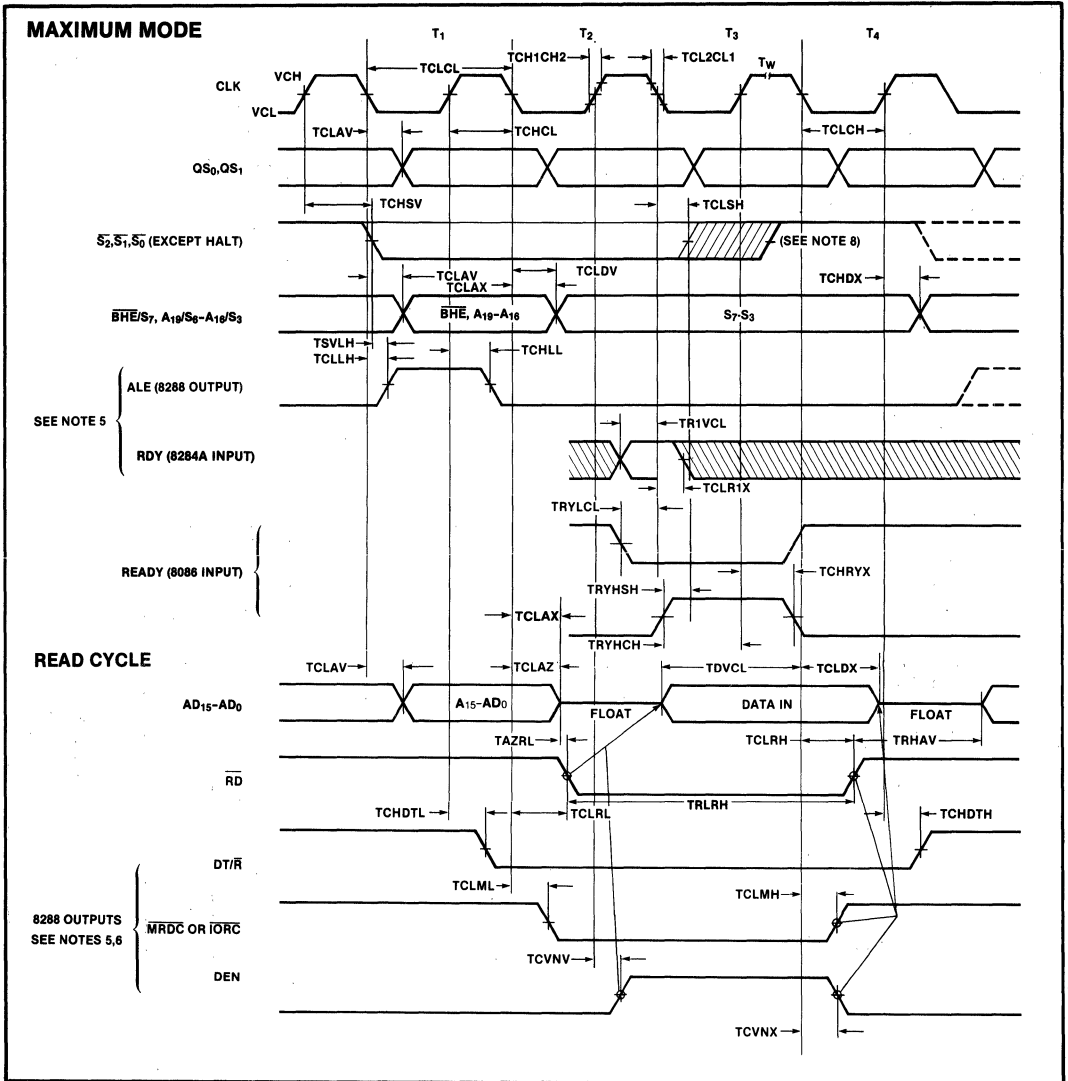 MAXIMUM MODE
T1 T2 T3 T4
TCH1CH2 TCL2CL1
TCLCL TW
VCH
CLK
VCL
TCLAV TCHCL TCLCH
QS0,QS1
TCHSV TCLSH
S2,S1,S0 (EXCEPT HALT) (SEE NOTE 8)
TCLAV TCLDV TCHDX
TCLAX
BHE/S7, A19/S6–A16/S3 BHE, A19–A16 S7-S3
TSVLH TCHLL
TCLLH
ALE (8288 OUTPUT)
SEE NOTE 5
TR1VCL
RDY (8284A INPUT)
TCLR1X
TRYLCL
READY (8086 INPUT)
TCHRYX
TRYHSH
TCLAX
TRYHCH
READ CYCLE
TCLAV TCLAZ TDVCL TCLDX
AD15–AD0 A15–AD0 FLOAT DATA IN FLOAT
TAZRL TCLRH TRHAV
RD
TRLRH
TCHDTL TCLRL TCHDTH
DT/R
TCLML TCLMH
8288 OUTPUTS
SEE NOTES 5,6
MRDC OR IORC
TCVNV
DEN
TCVNX